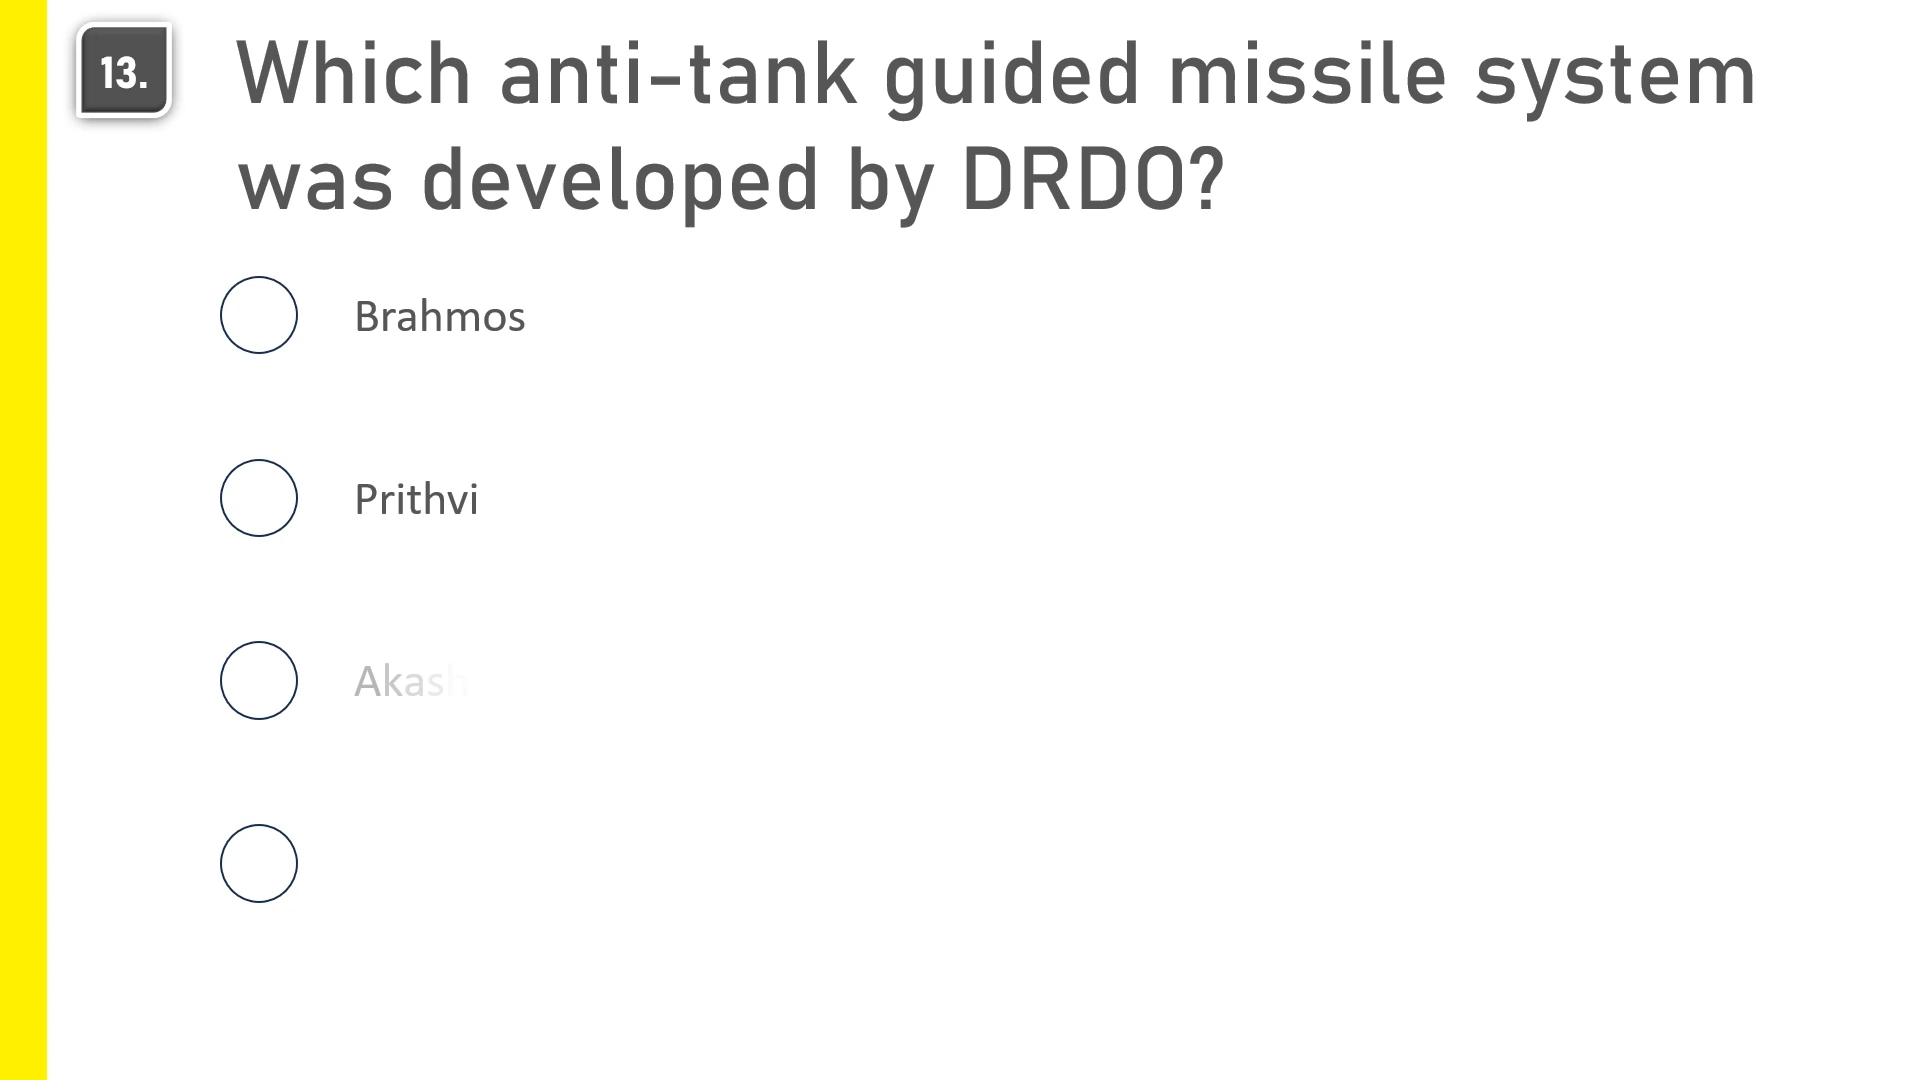 13.
Which anti-tank guided missile system
was developed by DRDO?
Brahmos
Prithvi
Akash